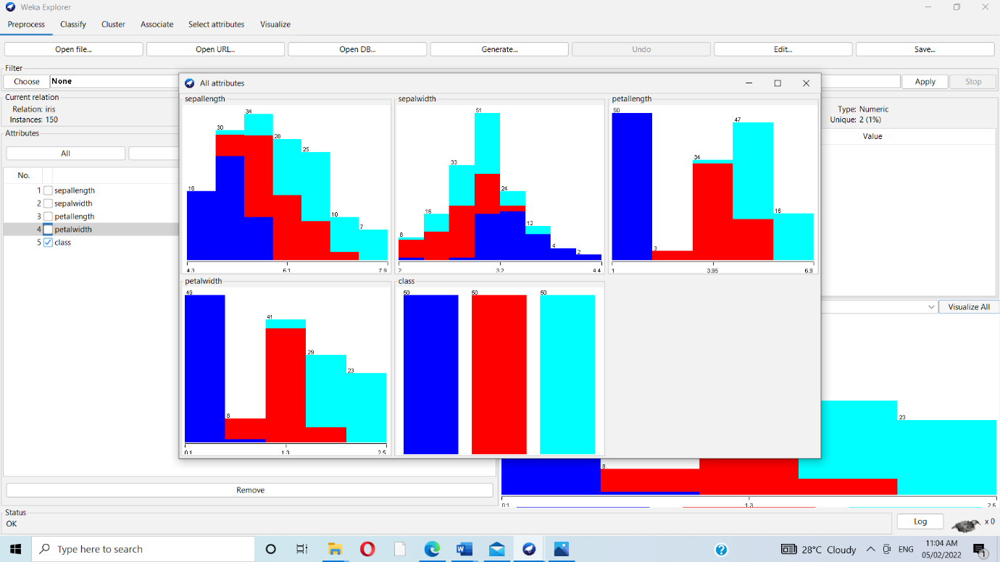 Weka Explorer
Preprocess Classify Cluster Associate Select attributes Visualize
Open file... Open URL... Open DB... Generate... Undo Edit... Save...
Filter
Choose None Apply Stop
Current relation
Relation: iris
Instances: 150
Attributes
All
No.
1 sepallength
2 sepalwidth
3 petallength
4 petalwidth
5 class
Remove
All attributes
sepallength
16 30 34 28 25 10 7
4.3 6.1 7.9
sepalwidth
8 16 33 51 24 12 4 2
2 3.2 4.4
petallength
50 3 34 47 16
1 3.95 6.9
petalwidth
49 8 41 29 23
0.1 1.3 2.5
class
50 50 50
Type: Numeric
Unique: 2 (1%)
Value
Visualize All
8 23
0.1 1.3 2.5
Status
OK
Log x 0
Type here to search
28°C Cloudy ENG
11:04 AM
05/02/2022
1